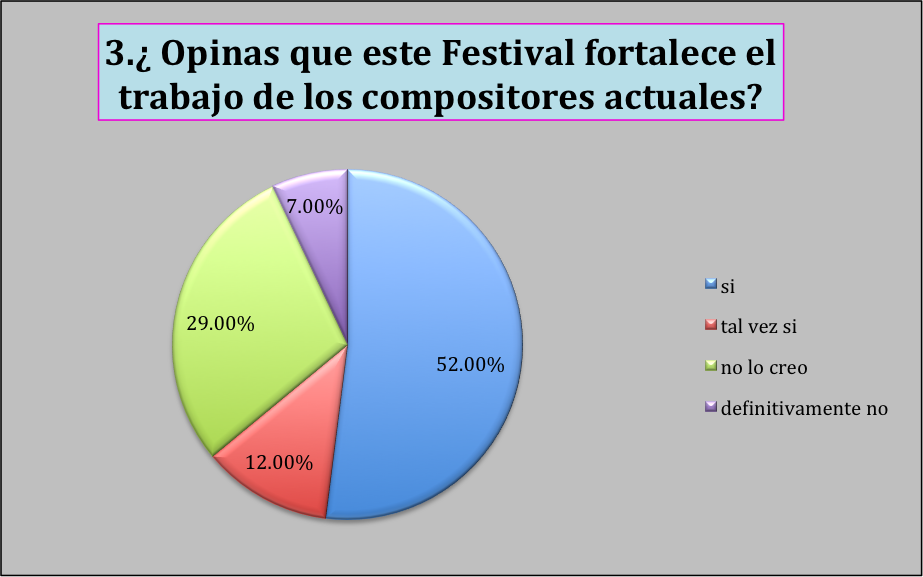 3.¿ Opinas que este Festival fortalece el
trabajo de los compositores actuales?
7.00%
29.00%
52.00%
12.00%
si
tal vez si
no lo creo
definitivamente no